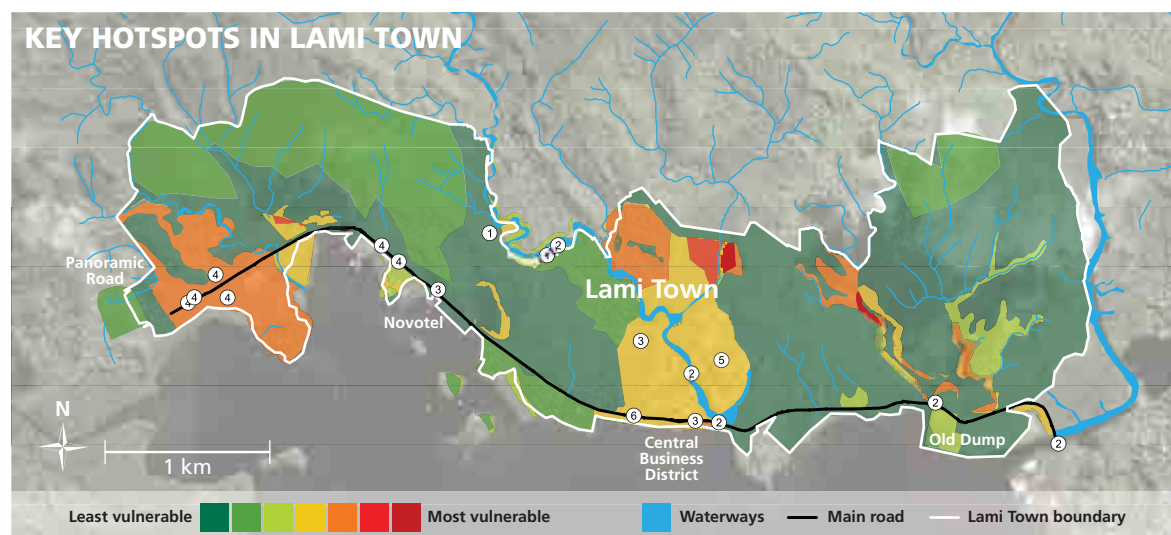 KEY HOTSPOTS IN LAMI TOWN
1
2
4
4
3
Panoramic
Road
4
4
4
4
Novotel
Lami Town
3
5
2
2
6
3
2
Central
Business
District
Old Dump
2
N
1 km
Least vulnerable
Most vulnerable
Waterways
Main road
Lami Town boundary